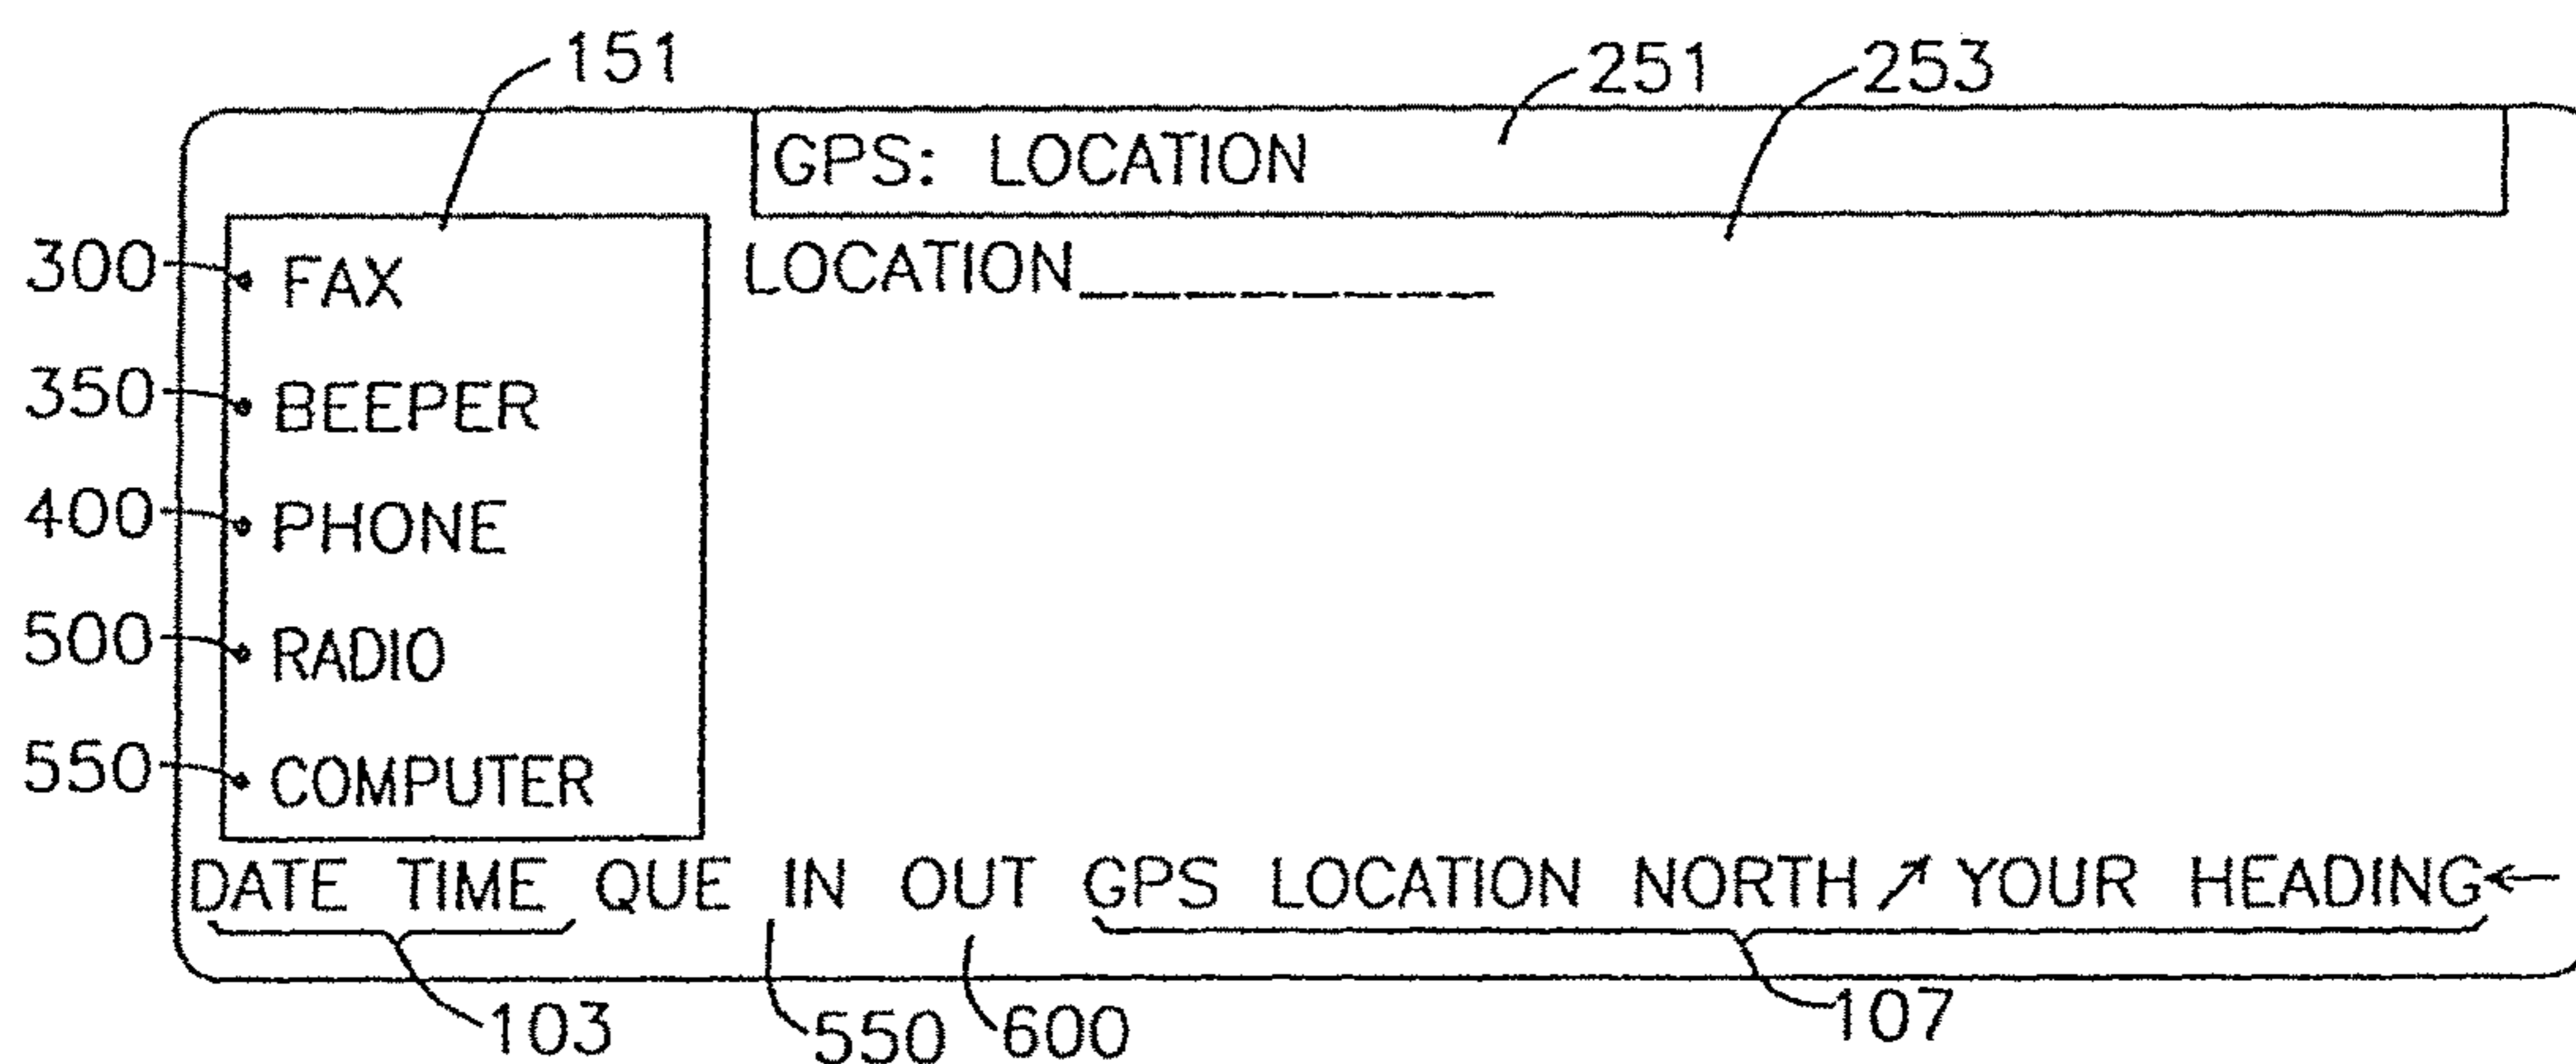 151
251
253
GPS: LOCATION
300 FAX
LOCATION_ _ _ _ _ _ _ _
350 BEEPER
400 PHONE
500 RADIO
550 COMPUTER
DATE TIME QUE IN OUT GPS LOCATION NORTH ↗ YOUR HEADING ←
103
550
600
107